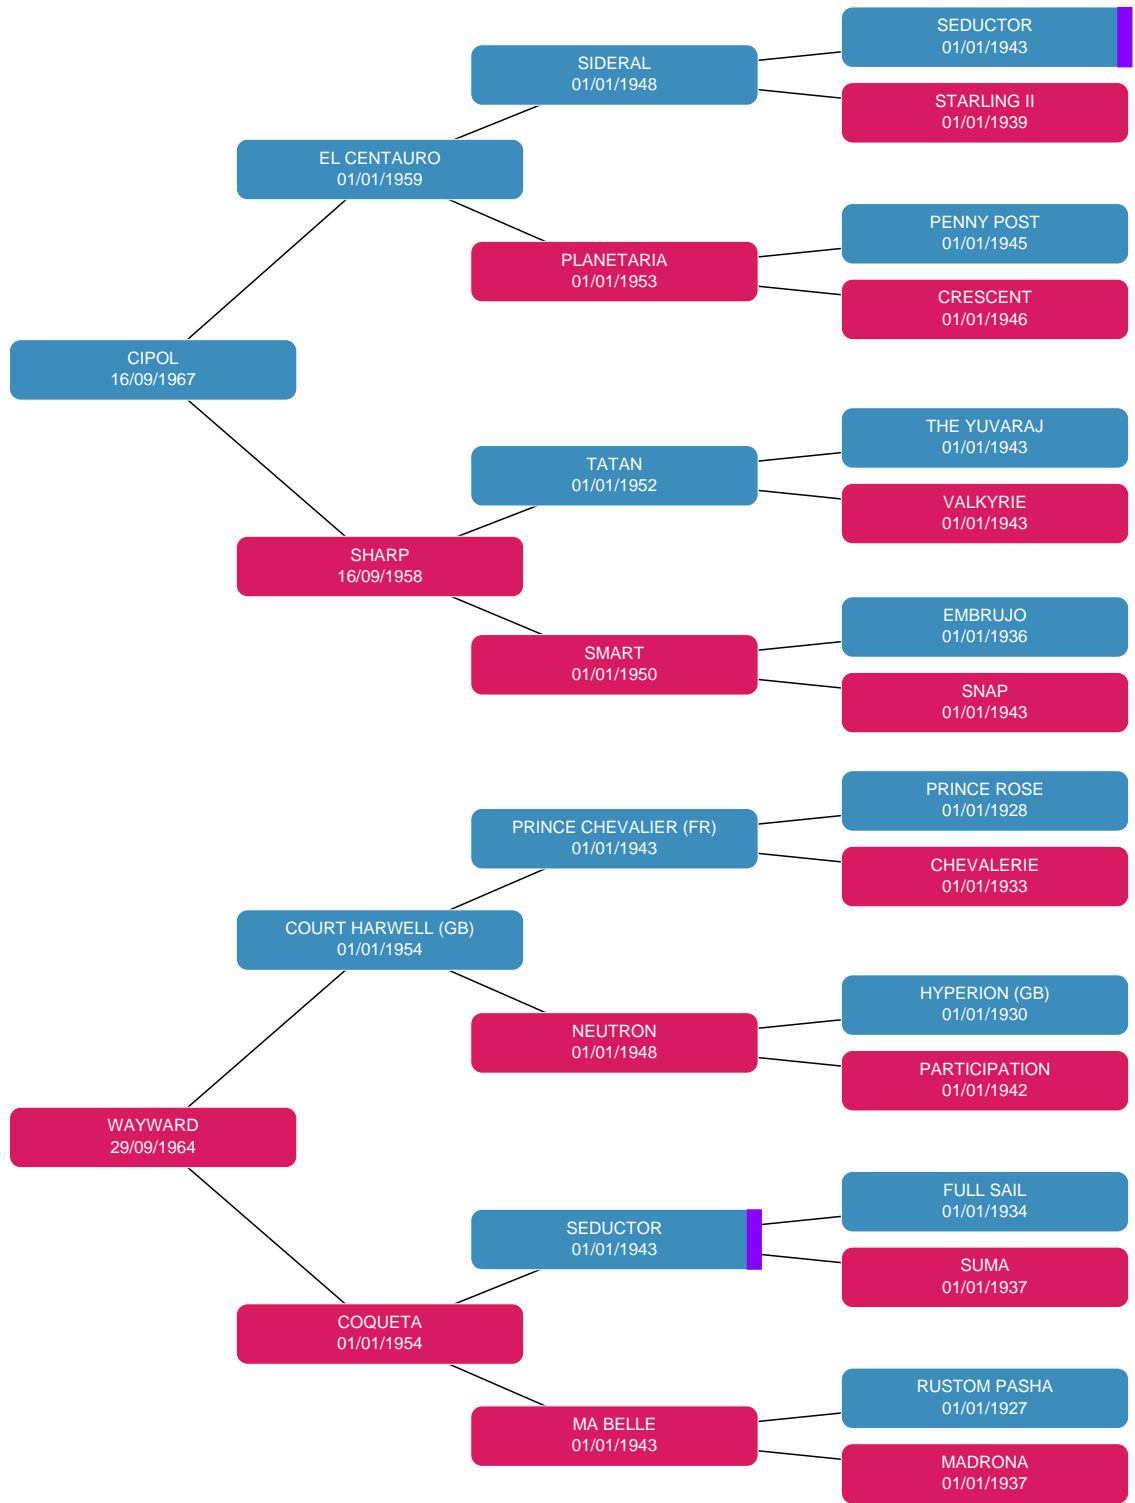 SEDUCTOR
01/01/1943
SIDERAL
01/01/1948
STARLING II
01/01/1939
EL CENTAURO
01/01/1959
PENNY POST
01/01/1945
PLANETARIA
01/01/1953
CRESCENT
01/01/1946
CIPOL
16/09/1967
THE YUVARAJ
01/01/1943
TATAN
01/01/1952
VALKYRIE
01/01/1943
SHARP
16/09/1958
EMBRUJO
01/01/1936
SMART
01/01/1950
SNAP
01/01/1943
PRINCE ROSE
01/01/1928
PRINCE CHEVALIER (FR)
01/01/1943
CHEVALERIE
01/01/1933
COURT HARWELL (GB)
01/01/1954
HYPERION (GB)
01/01/1930
NEUTRON
01/01/1948
PARTICIPATION
01/01/1942
WAYWARD
29/09/1964
FULL SAIL
01/01/1934
SEDUCTOR
01/01/1943
SUMA
01/01/1937
COQUETA
01/01/1954
RUSTOM PASHA
01/01/1927
MA BELLE
01/01/1943
MADRONA
01/01/1937